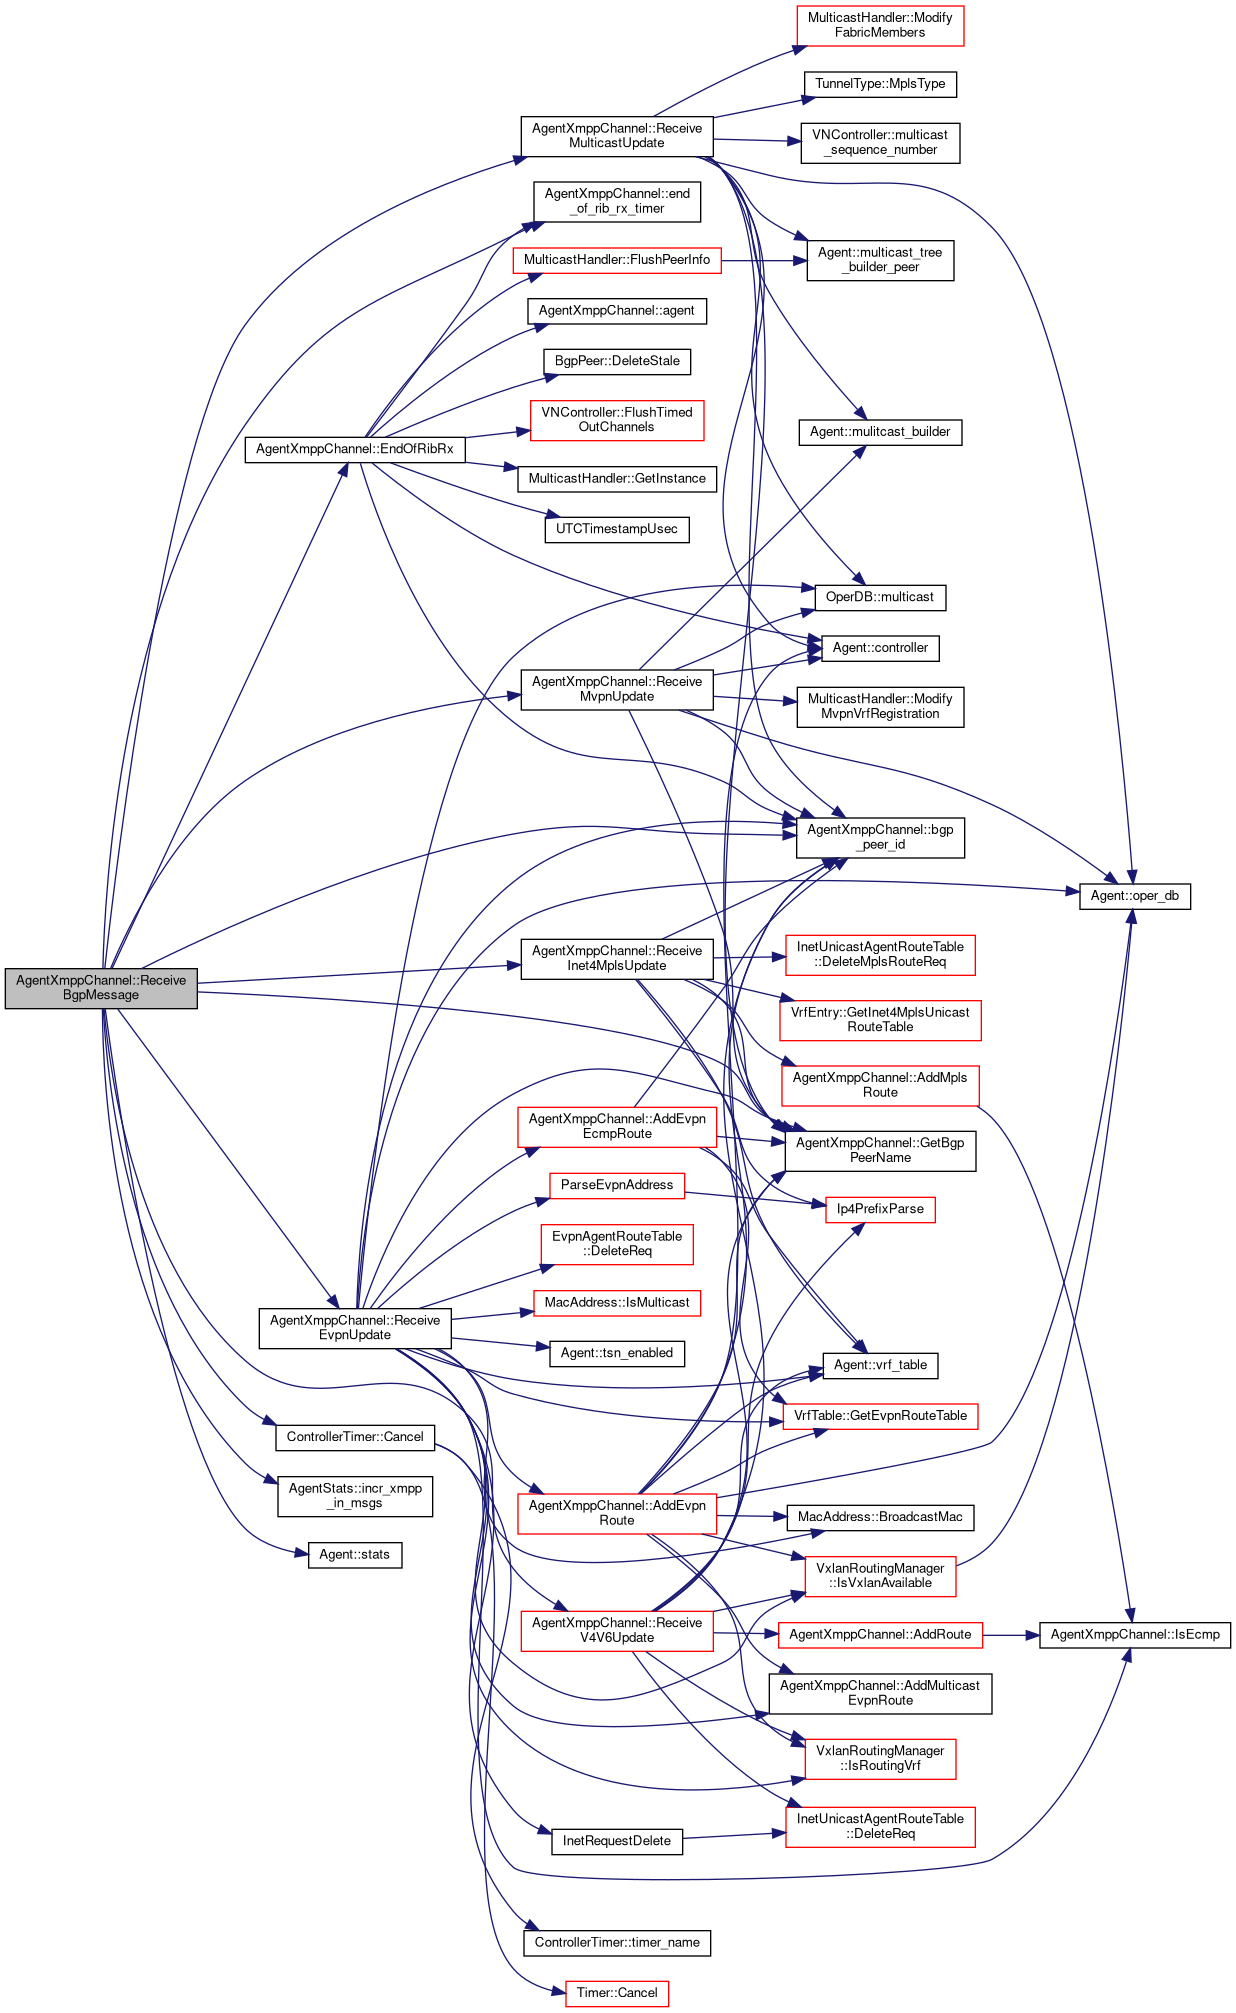 MulticastHandler::Modify
FabricMembers
TunnelType::MplsType
AgentXmppChannel::Receive
MulticastUpdate
VNController::multicast
_sequence_number
AgentXmppChannel::end
_of_rib_rx_timer
MulticastHandler::FlushPeerInfo
Agent::multicast_tree
_builder_peer
AgentXmppChannel::agent
BgpPeer::DeleteStale
VNController::FlushTimed
OutChannels
Agent::mulitcast_builder
AgentXmppChannel::EndOfRibRx
MulticastHandler::GetInstance
UTCTimestampUsec
OperDB::multicast
Agent::controller
AgentXmppChannel::Receive
MvpnUpdate
MulticastHandler::Modify
MvpnVrfRegistration
AgentXmppChannel::bgp
_peer_id
Agent::oper_db
AgentXmppChannel::Receive
Inet4MplsUpdate
InetUnicastAgentRouteTable
::DeleteMplsRouteReq
AgentXmppChannel::Receive
BgpMessage
VrfEntry::GetInet4MplsUnicast
RouteTable
AgentXmppChannel::AddMpls
Route
AgentXmppChannel::AddEvpn
EcmpRoute
AgentXmppChannel::GetBgp
PeerName
ParseEvpnAddress
Ip4PrefixParse
EvpnAgentRouteTable
::DeleteReq
MacAddress::IsMulticast
AgentXmppChannel::Receive
EvpnUpdate
Agent::tsn_enabled
Agent::vrf_table
VrfTable::GetEvpnRouteTable
ControllerTimer::Cancel
AgentStats::incr_xmpp
_in_msgs
AgentXmppChannel::AddEvpn
Route
MacAddress::BroadcastMac
Agent::stats
VxlanRoutingManager
::IsVxlanAvailable
AgentXmppChannel::Receive
V4V6Update
AgentXmppChannel::AddRoute
AgentXmppChannel::IsEcmp
AgentXmppChannel::AddMulticast
EvpnRoute
VxlanRoutingManager
::IsRoutingVrf
InetUnicastAgentRouteTable
::DeleteReq
InetRequestDelete
ControllerTimer::timer_name
Timer::Cancel